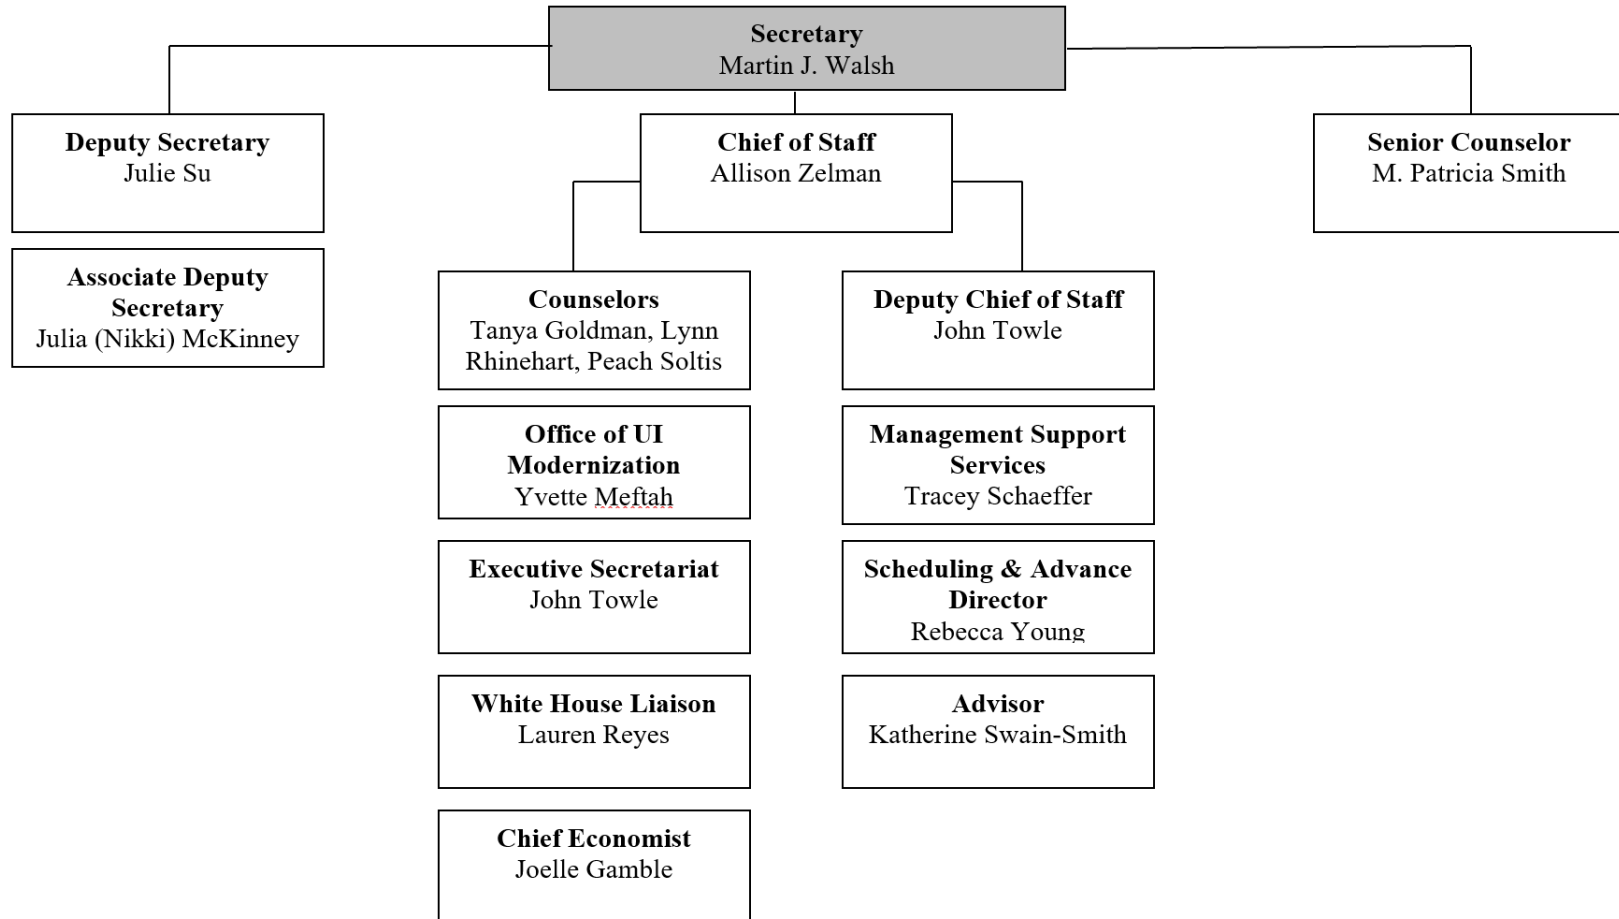 Secretary
Martin J. Walsh
Deputy Secretary
Julie Su
Chief of Staff
Allison Zelman
Senior Counselor
M. Patricia Smith
Associate Deputy
Secretary
Julia (Nikki) McKinney
Counselors
Tanya Goldman, Lynn
Rhinehart, Peach Soltis
Deputy Chief of Staff
John Towle
Office of UI
Modernization
Yvette Meftah
Management Support
Services
Tracey Schaeffer
Executive Secretariat
John Towle
Scheduling & Advance
Director
Rebecca Young
White House Liaison
Lauren Reyes
Advisor
Katherine Swain-Smith
Chief Economist
Joelle Gamble